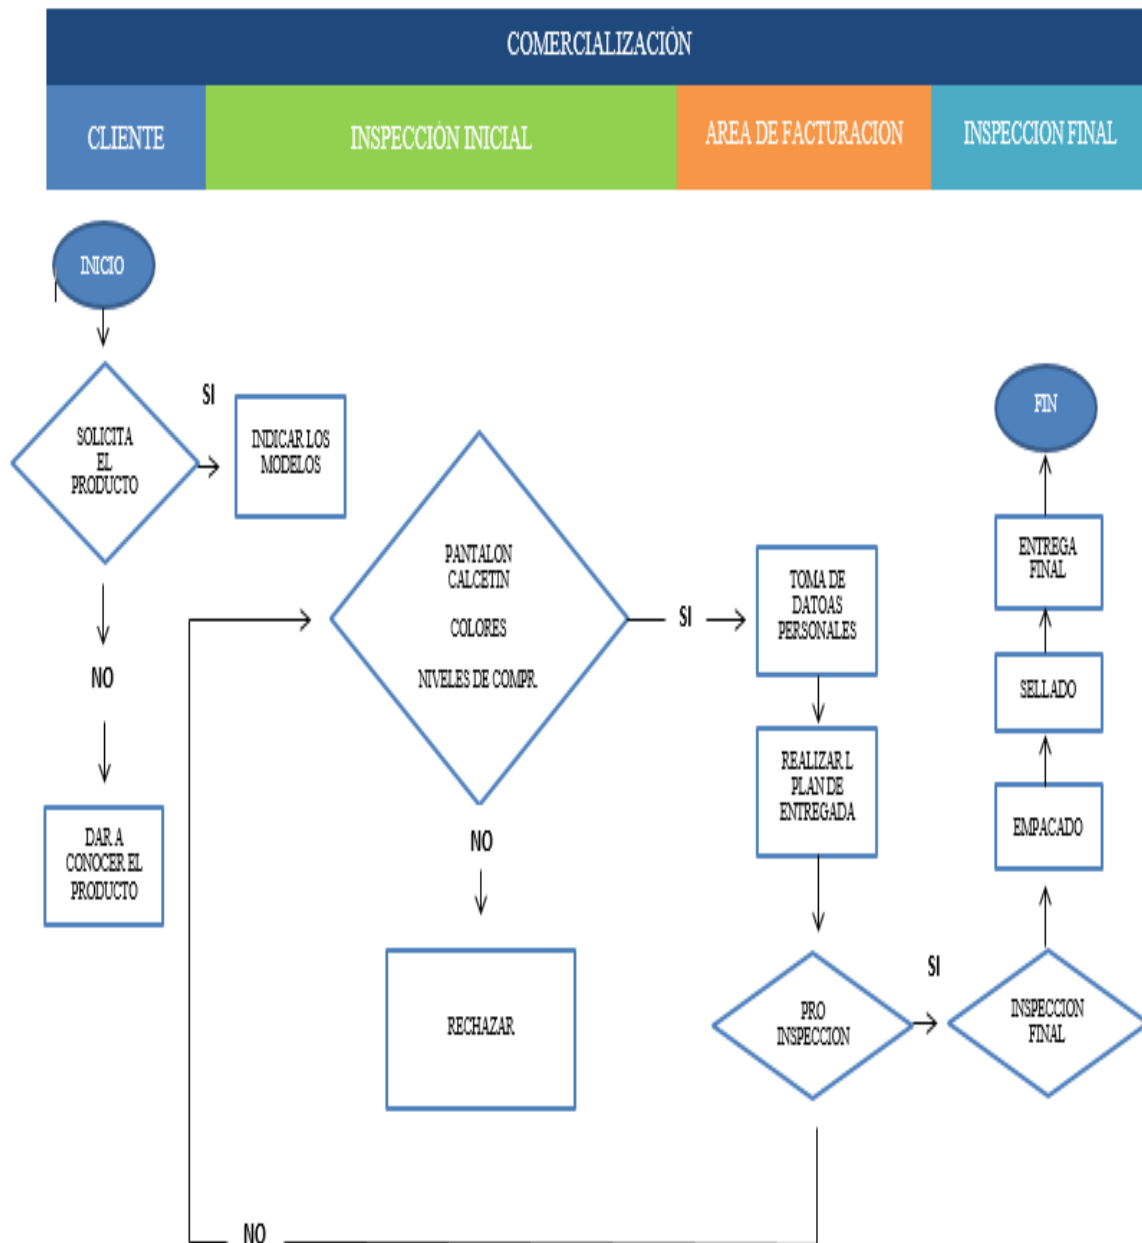 COMERCIALIZACIÓN
CLIENTE
INSPECCIÓN INICIAL
AREA DE FACTURACION
INSPECCION FINAL
INICIO
SOLICITA
EL
PRODUCTO
SI
INDICAR LOS
MODELOS
NO
DAR A
CONOCER EL
PRODUCTO
PANTALON
CALCETIN
COLORES
NIVELES DE COMPR.
SI
NO
RECHAZAR
TOMA DE
DATOAS
PERSONALES
REALIZAR L
PLAN DE
ENTREGADA
PRO
INSPECCION
SI
NO
INSPECCION
FINAL
EMPACADO
SELLADO
ENTREGA
FINAL
FIN